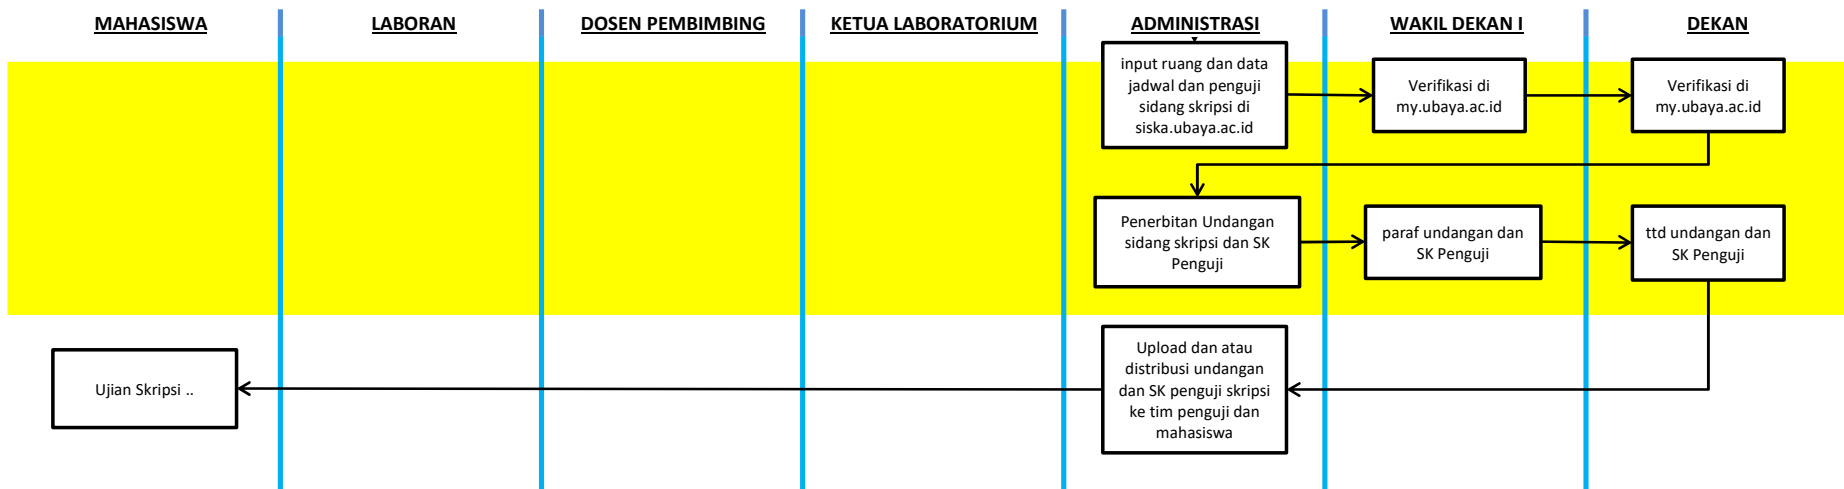 MAHASISWA
LABORAN
DOSEN PEMBIMBING
KETUA LABORATORIUM
ADMINISTRASI
WAKIL DEKAN I
DEKAN
input ruang dan data
jadwal dan penguji
sidang skripsi di
siska.ubaya.ac.id
Verifikasi di
my.ubaya.ac.id
Verifikasi di
my.ubaya.ac.id
Penerbitan Undangan
sidang skripsi dan SK
Penguji
paraf undangan dan
SK Penguji
ttd undangan dan
SK Penguji
Upload dan atau
distribusi undangan
dan SK penguji skripsi
ke tim penguji dan
mahasiswa
Ujian Skripsi ..